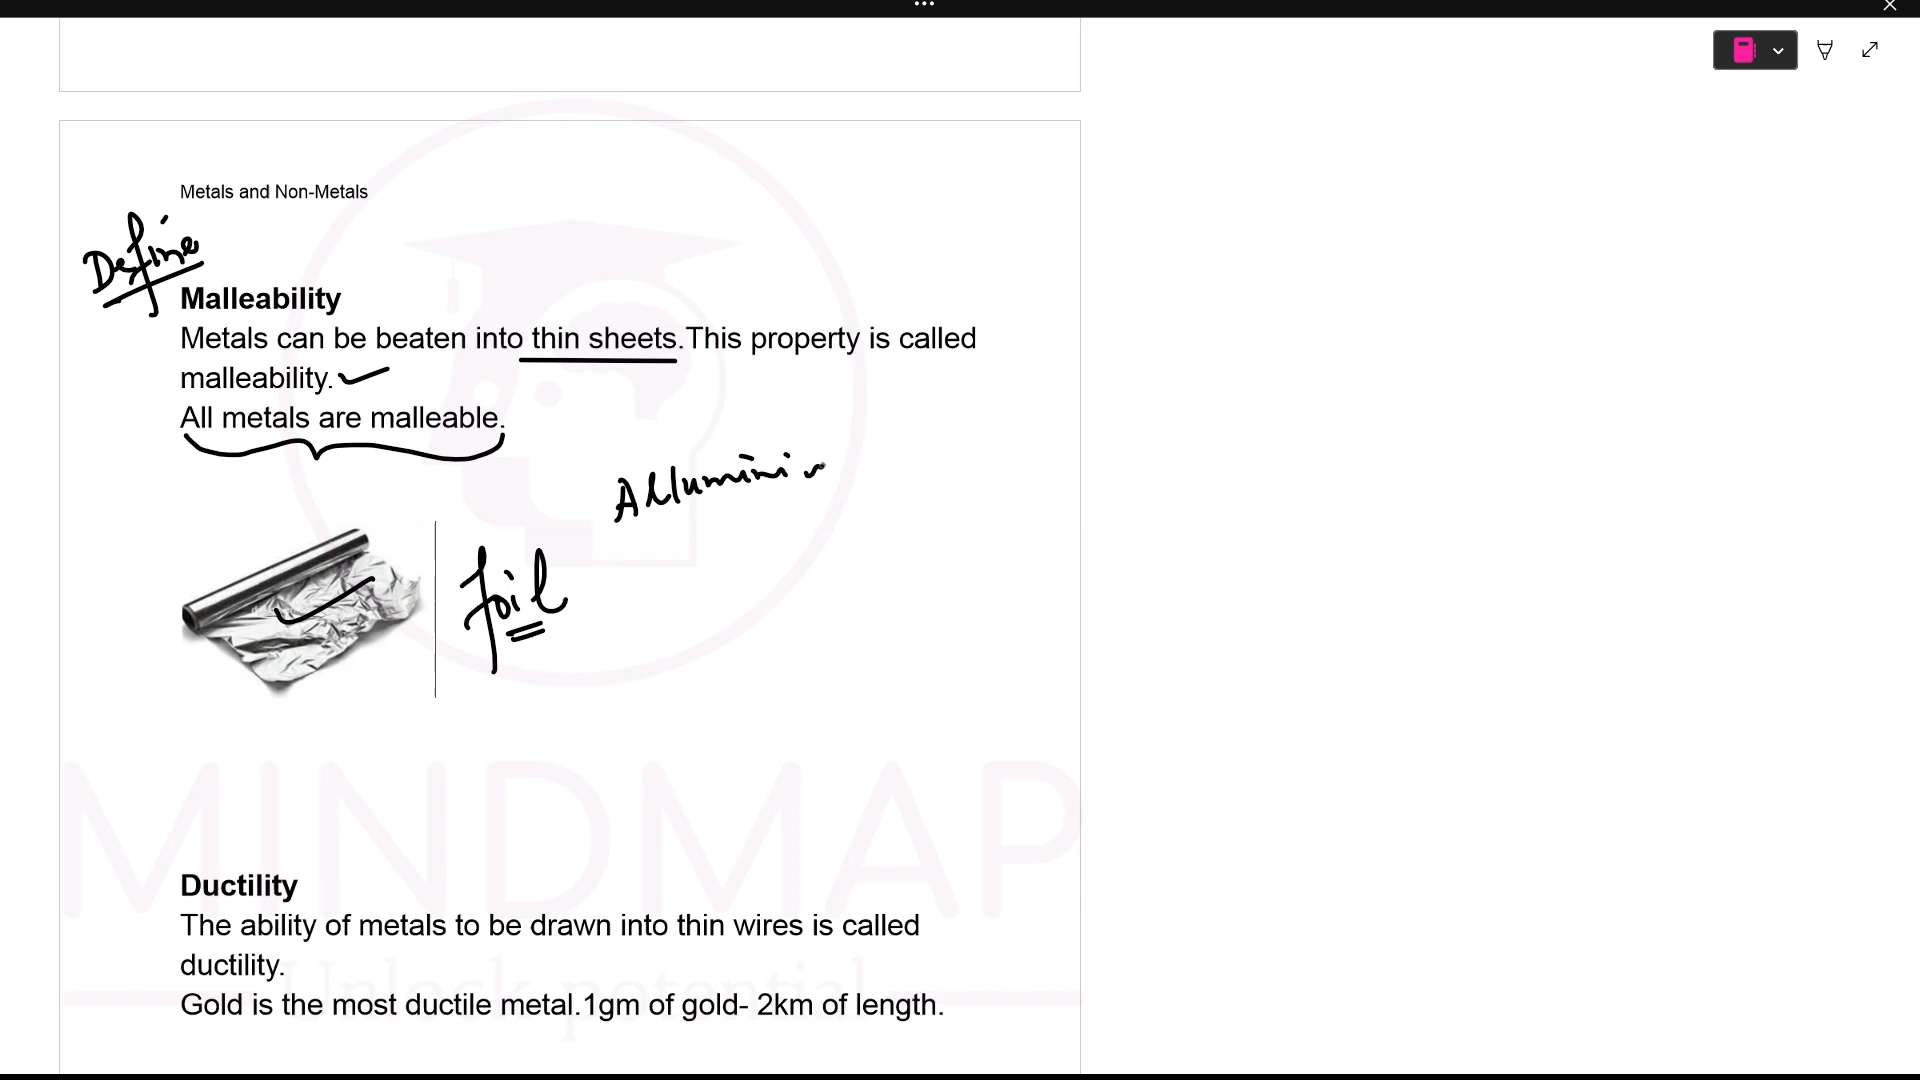 Metals and Non-Metals
Define
Malleability
Metals can be beaten into thin sheets.This property is called
malleability.
All metals are malleable.
Allumini
foil
MINDMAP
Ductility
The ability of metals to be drawn into thin wires is called
ductility.
Unlock potential
Gold is the most ductile metal.1gm of gold- 2km of length.